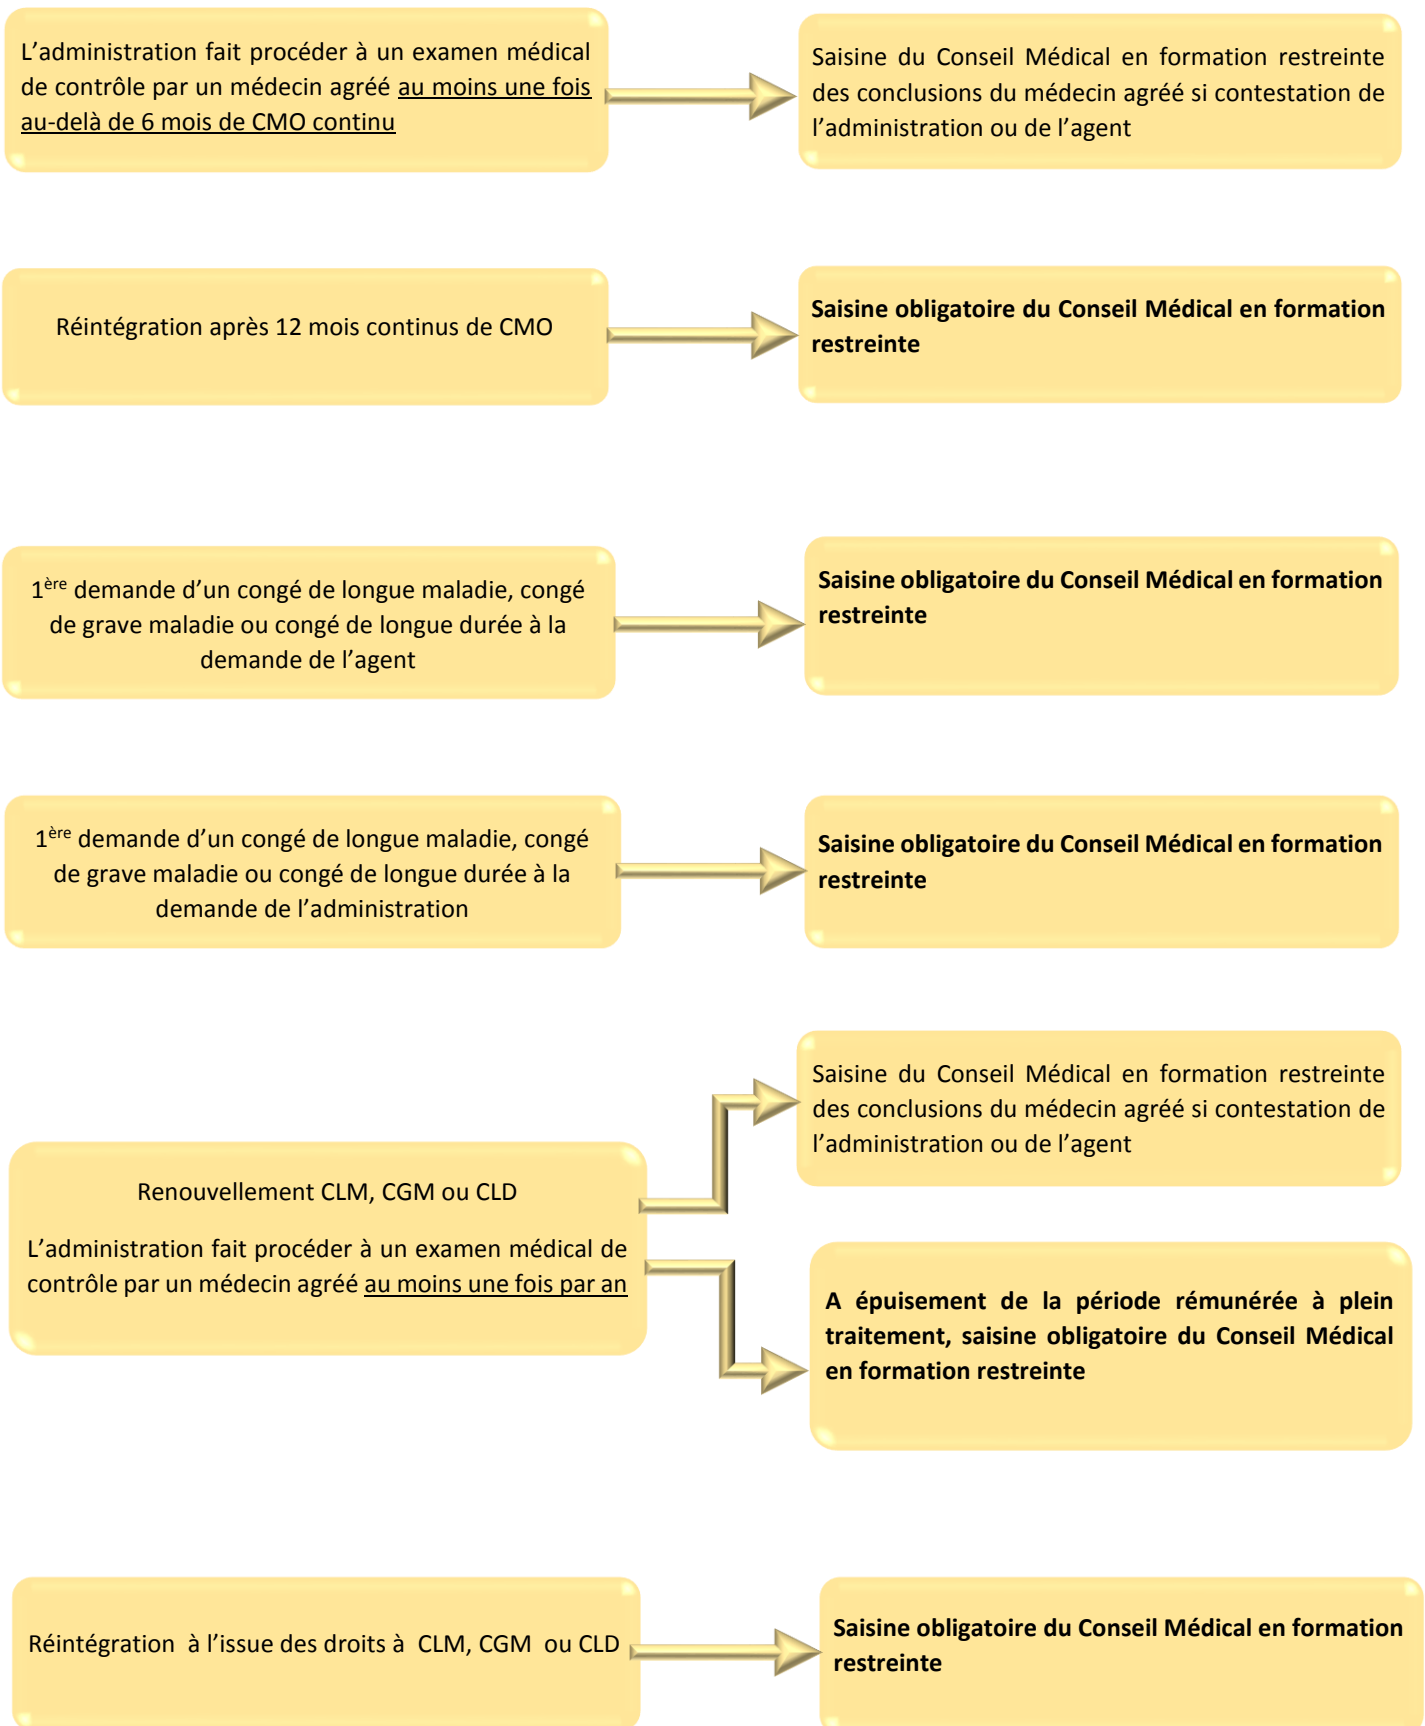 L’administration fait procéder à un examen médical
de contrôle par un médecin agréé au moins une fois
au-delà de 6 mois de CMO continu
Saisine du Conseil Médical en formation restreinte
des conclusions du médecin agréé si contestation de
l’administration ou de l’agent
Réintégration après 12 mois continus de CMO
Saisine obligatoire du Conseil Médical en formation
restreinte
1ère demande d’un congé de longue maladie, congé
de grave maladie ou congé de longue durée à la
demande de l’agent
Saisine obligatoire du Conseil Médical en formation
restreinte
1ère demande d’un congé de longue maladie, congé
de grave maladie ou congé de longue durée à la
demande de l’administration
Saisine obligatoire du Conseil Médical en formation
restreinte
Renouvellement CLM, CGM ou CLD
L’administration fait procéder à un examen médical de
contrôle par un médecin agréé au moins une fois par an
Saisine du Conseil Médical en formation restreinte
des conclusions du médecin agréé si contestation de
l’administration ou de l’agent
A épuisement de la période rémunérée à plein
traitement, saisine obligatoire du Conseil Médical
en formation restreinte
Réintégration à l’issue des droits à CLM, CGM ou CLD
Saisine obligatoire du Conseil Médical en formation
restreinte